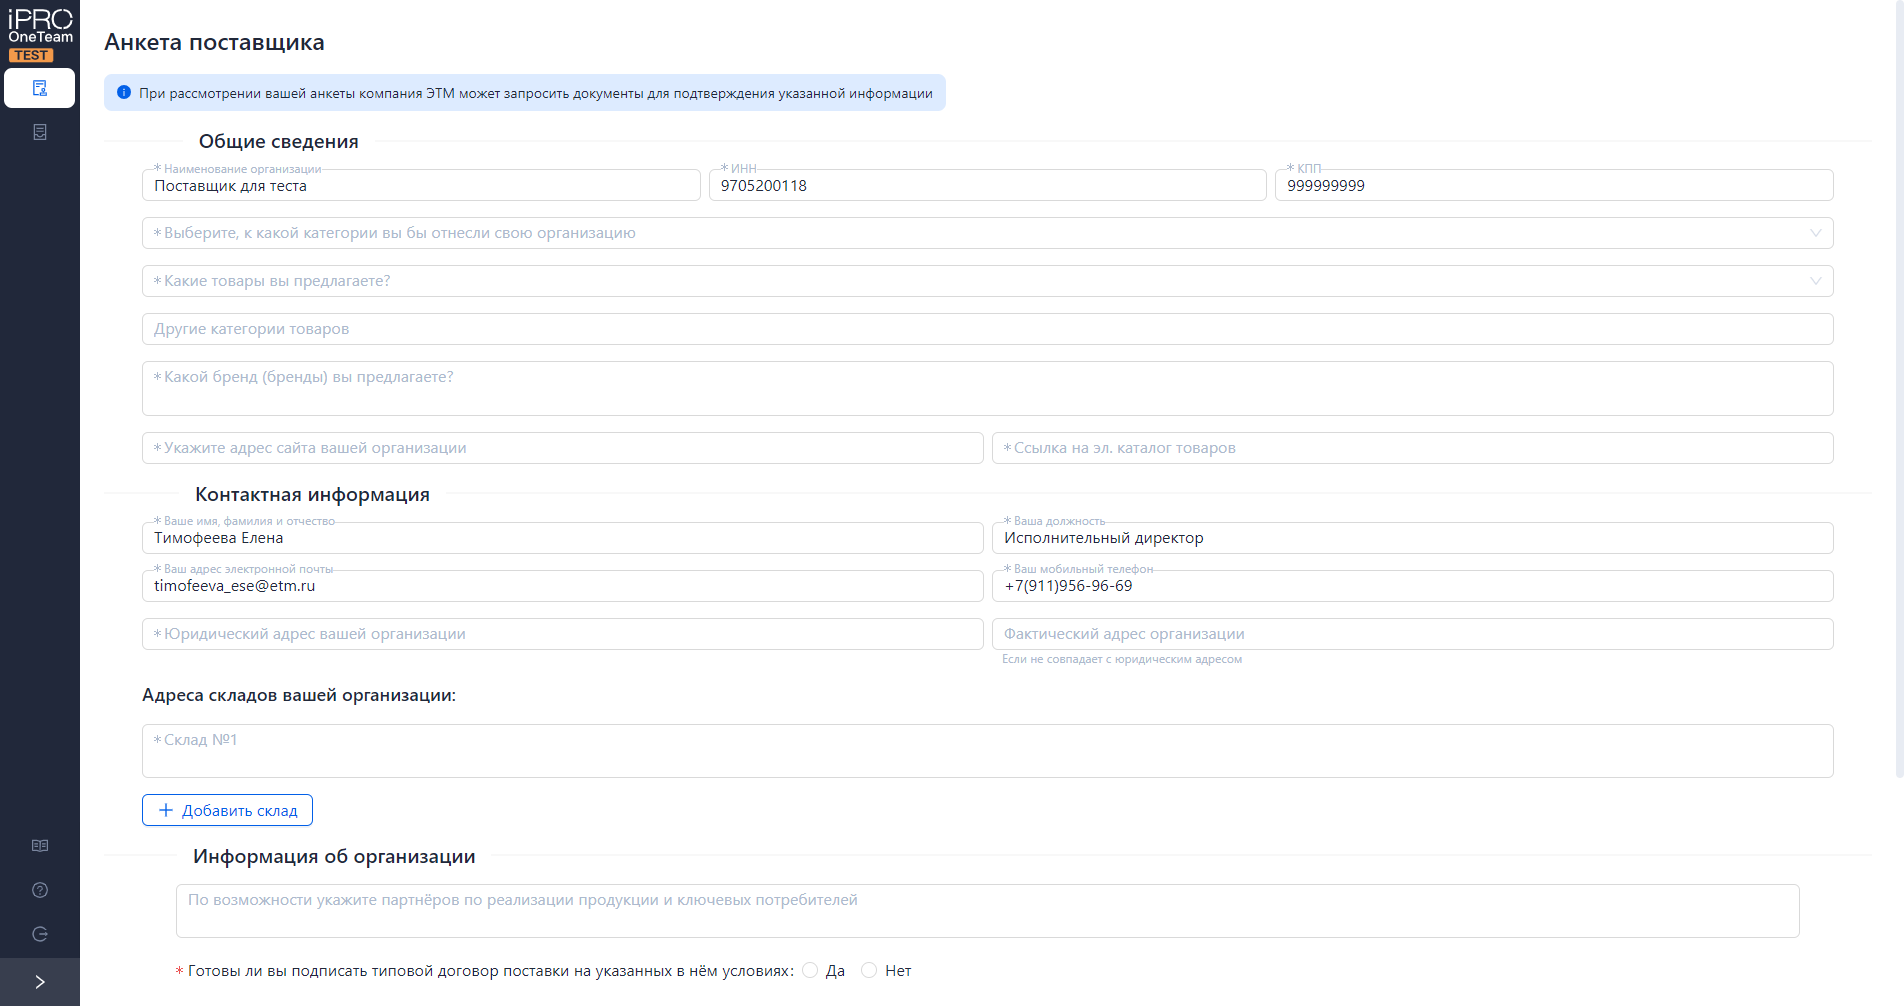 iPRO
OneTeam
TEST
Анкета поставщика
При рассмотрении вашей анкеты компания ЭТМ может запросить документы для подтверждения указанной информации
Общие сведения
* Наименование организации
Поставщик для теста
* ИНН
9705200118
* КПП
999999999
* Выберите, к какой категории вы бы отнесли свою организацию
* Какие товары вы предлагаете?
Другие категории товаров
* Какой бренд (бренды) вы предлагаете?
* Укажите адрес сайта вашей организации
* Ссылка на эл. каталог товаров
Контактная информация
* Ваше имя, фамилия и отчество
Тимофеева Елена
* Ваша должность
Исполнительный директор
* Ваш адрес электронной почты
timofeeva_ese@etm.ru
* Ваш мобильный телефон
+7(911)956-96-69
* Юридический адрес вашей организации
Фактический адрес организации
Если не совпадает с юридическим адресом
Адреса складов вашей организации:
* Склад №1
+ Добавить склад
Информация об организации
По возможности укажите партнёров по реализации продукции и ключевых потребителей
* Готовы ли вы подписать типовой договор поставки на указанных в нём условиях: Да Нет